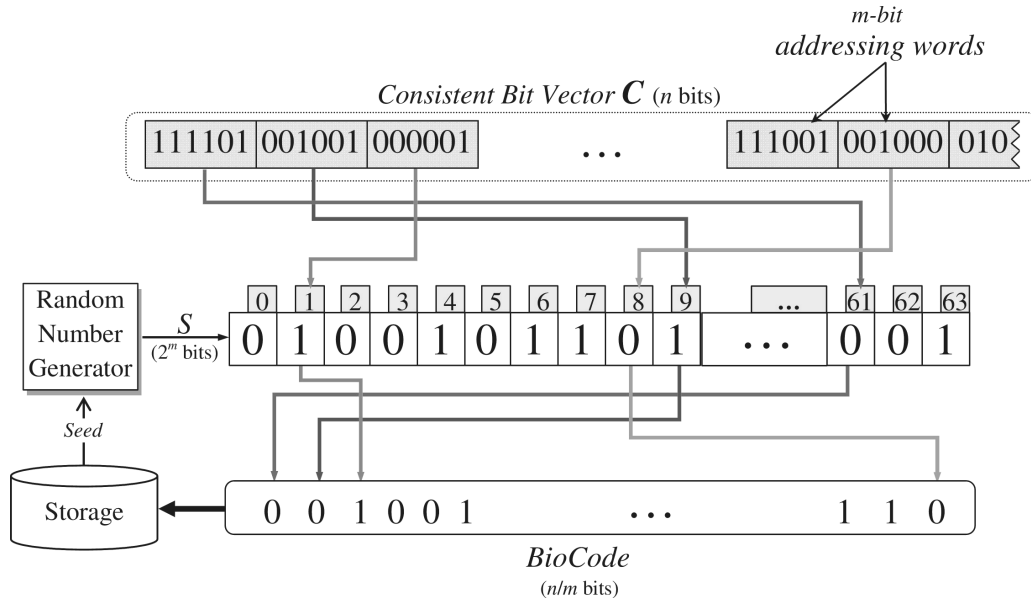 m-bit
addressing words
Consistent Bit Vector C (n bits)
111101 001001 000001 ... 111001 001000 010
Random
Number
Generator
S
(2^m bits)
0 1 2 3 4 5 6 7 8 9 ... 61 62 63
0 1 0 0 1 0 1 1 0 1 ... 0 0 1
Seed
Storage
0 0 1 0 0 1 ... 1 1 0
BioCode
(n/m bits)